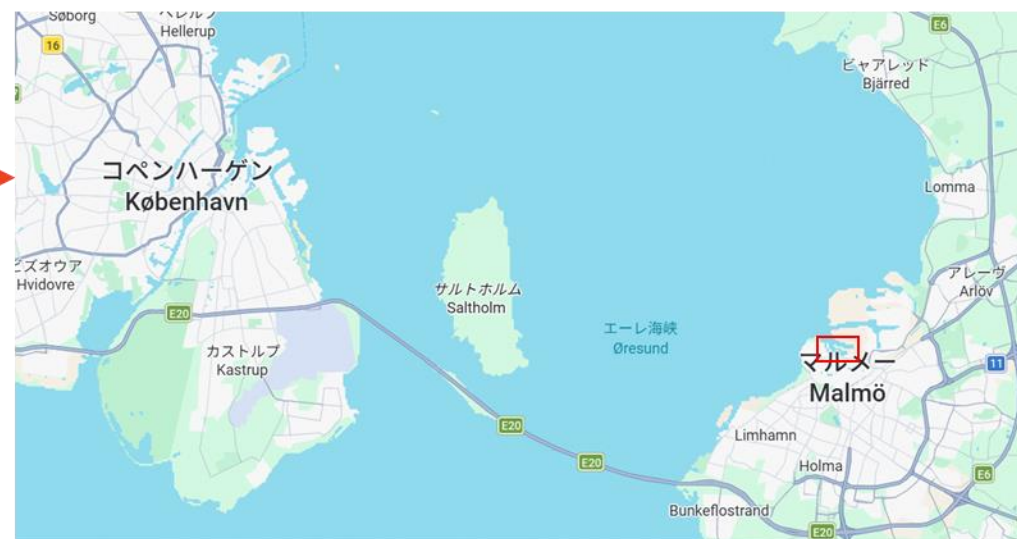 Søborg
Hellerup
16
E6
ビャアレッド
Bjärred
コペンハーゲン
København
Lomma
ビズオウア
Hvidovre
サルトホルム
Saltholm
アレーヴ
Arlöv
E20
エーレ海峡
Øresund
カストルプ
Kastrup
マルメー
Malmö
11
E20
Limhamn
E20
Holma
E6
Bunkeflostrand
E20